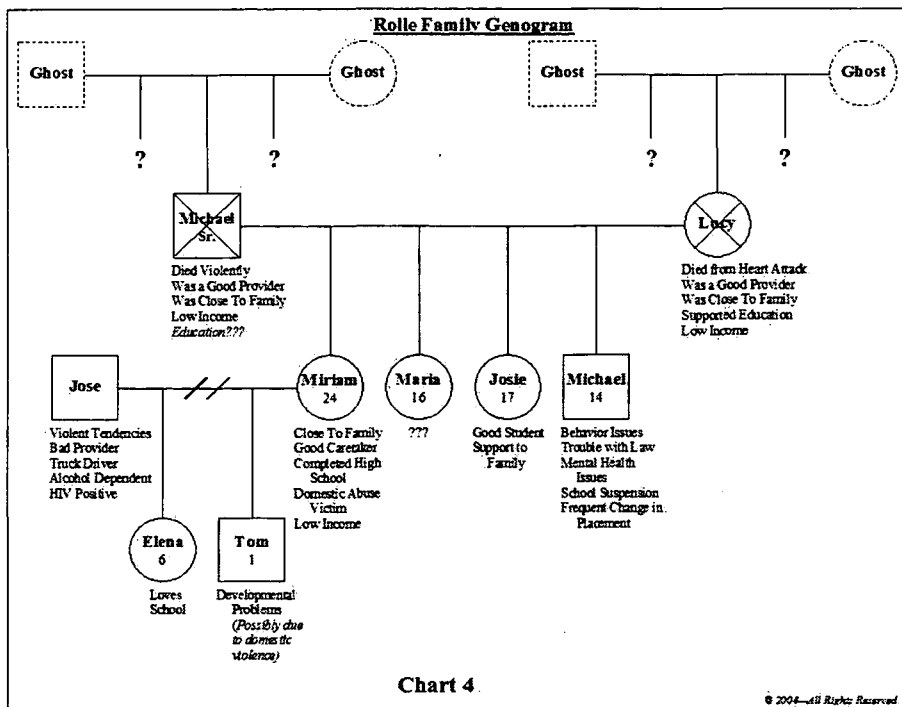 Rolle Family Genogram
Ghost
Ghost
Ghost
Ghost
?
?
?
?
Michael
Sr.
Died Violently
Was a Good Provider
Was Close To Family
Low Income
Education???
Lucy
Died from Heart Attack
Was a Good Provider
Was Close To Family
Supported Education
Low Income
Jose
Violent Tendencies
Bad Provider
Truck Driver
Alcohol Dependent
HIV Positive
Miriam
24
Close To Family
Good Caretaker
Completed High
School
Domestic Abuse
Victim
Low Income
Maria
16
???
Josie
17
Good Student
Support to
Family
Michael
14
Behavior Issues
Trouble with Law
Mental Health
Issues
School Suspension
Frequent Change in
Placement
Elena
6
Loves
School
Tom
1
Developmental
Problems
(Possibly due
to domestic
violence)
Chart 4
© 2004—All Rights Reserved